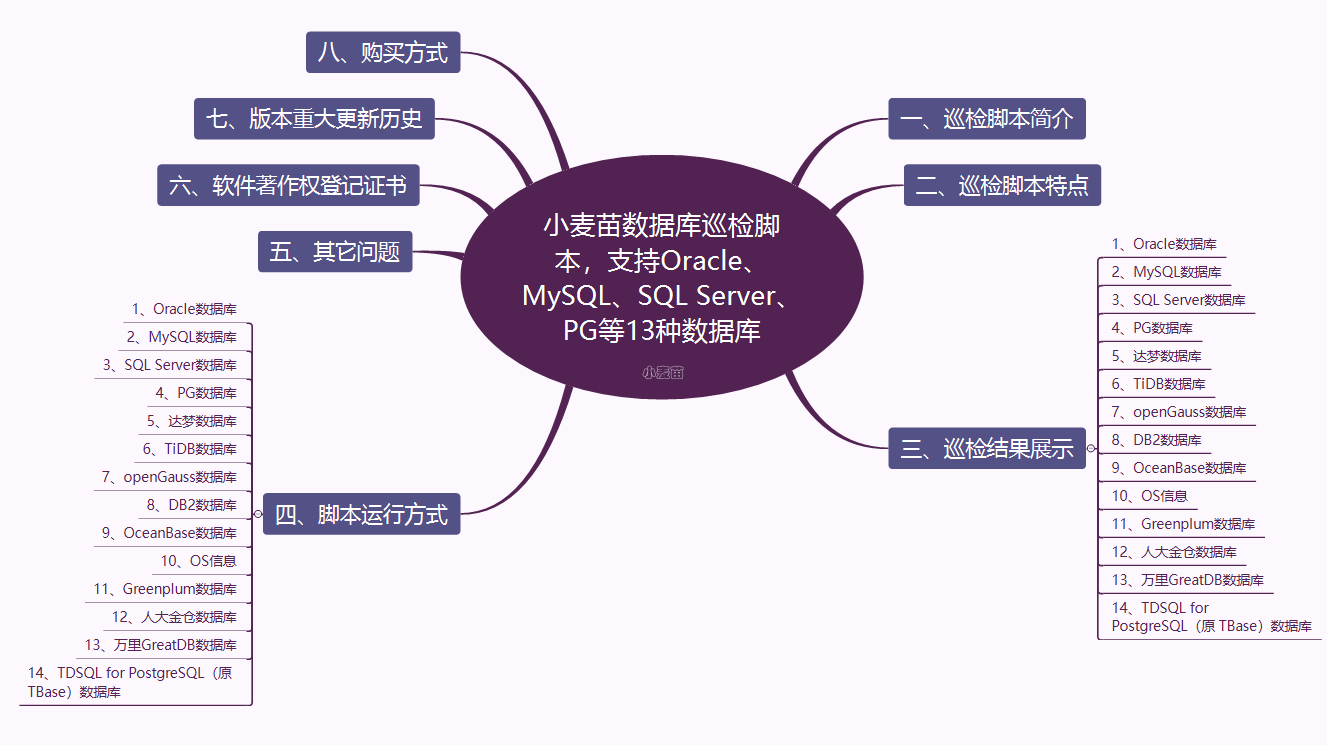 小麦苗数据库巡检脚
本，支持Oracle、
MySQL、SQL Server、
PG等13种数据库
小麦苗
一、巡检脚本简介
二、巡检脚本特点
三、巡检结果展示
1、Oracle数据库
2、MySQL数据库
3、SQL Server数据库
4、PG数据库
5、达梦数据库
6、TiDB数据库
7、openGauss数据库
8、DB2数据库
9、OceanBase数据库
10、OS信息
11、Greenplum数据库
12、人大金仓数据库
13、万里GreatDB数据库
14、TDSQL for
PostgreSQL（原 TBase）数据库
四、脚本运行方式
1、Oracle数据库
2、MySQL数据库
3、SQL Server数据库
4、PG数据库
5、达梦数据库
6、TiDB数据库
7、openGauss数据库
8、DB2数据库
9、OceanBase数据库
10、OS信息
11、Greenplum数据库
12、人大金仓数据库
13、万里GreatDB数据库
14、TDSQL for PostgreSQL（原
TBase）数据库
五、其它问题
六、软件著作权登记证书
七、版本重大更新历史
八、购买方式